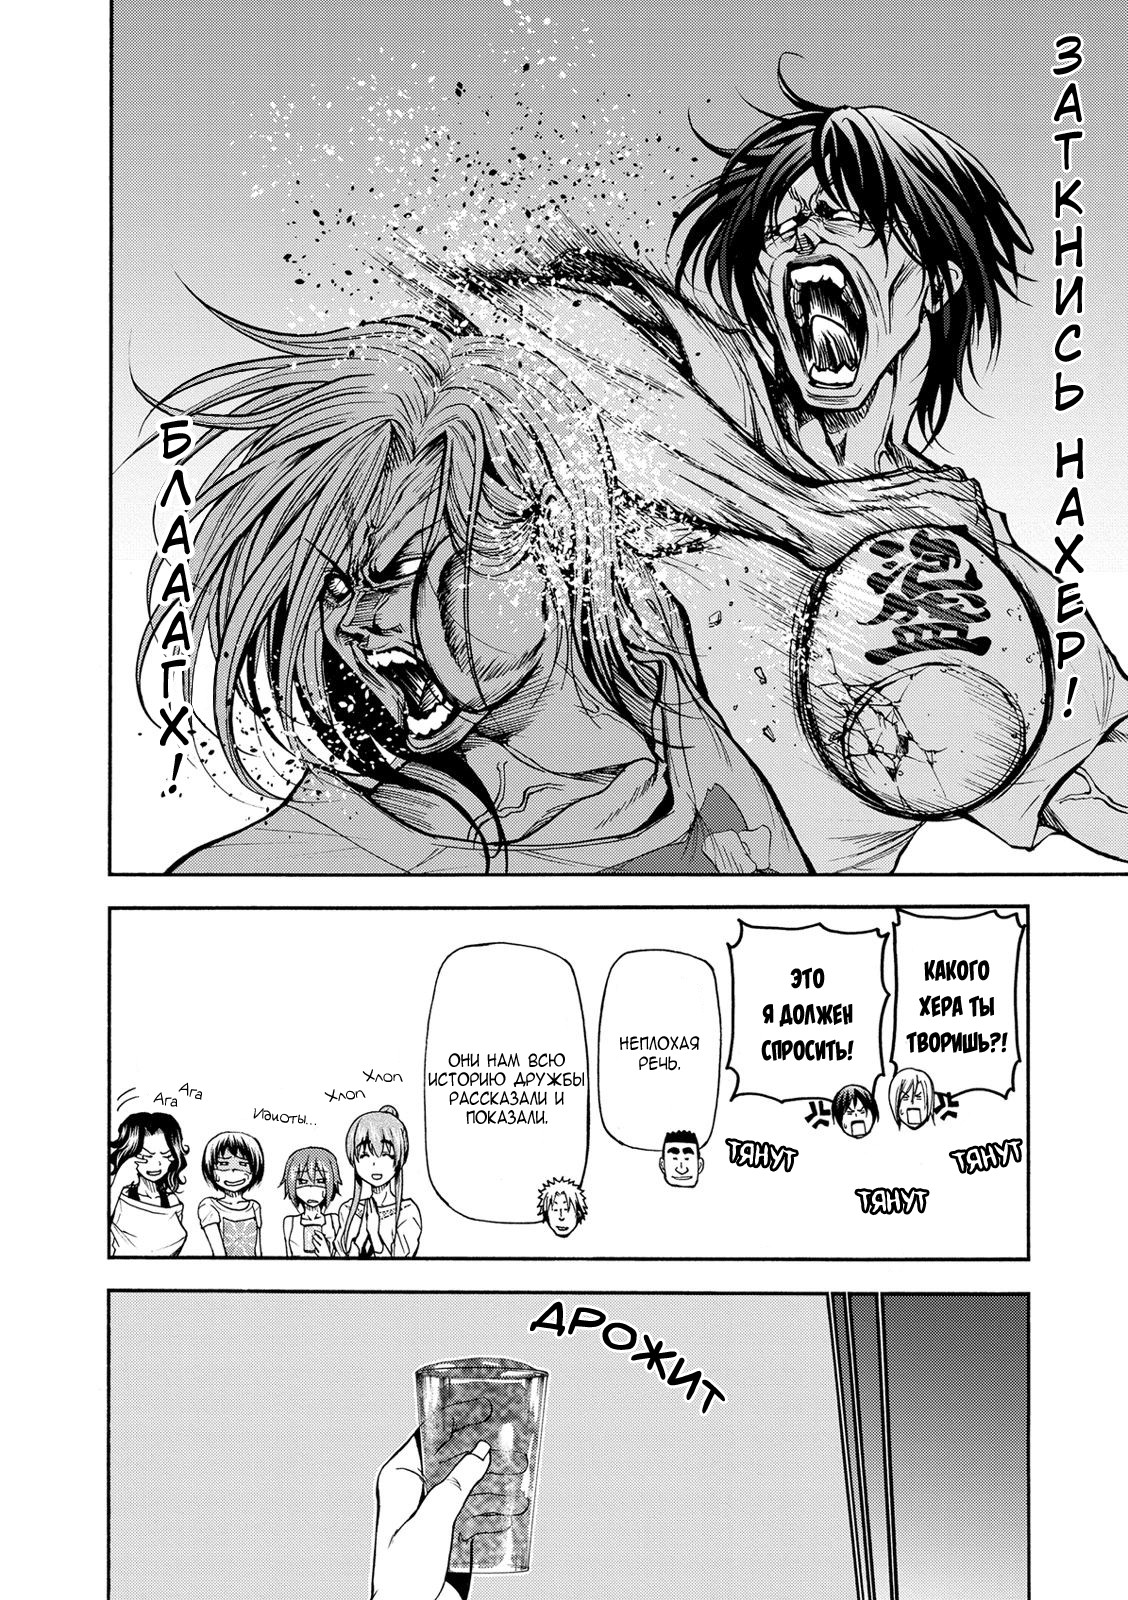 ЗАТКНИСЬ НАХЕР!
БЛАААГХ!
КАКОГО
ХЕРА ТЫ
ТВОРИШЬ?!
ЭТО
Я ДОЛЖЕН
СПРОСИТЬ!
ТЯНУТ
ТЯНУТ
ТЯНУТ
НЕПЛОХАЯ
РЕЧЬ.
ОНИ НАМ ВСЮ
ИСТОРИЮ ДРУЖБЫ
РАССКАЗАЛИ И
ПОКАЗАЛИ.
Хлоп
Хлоп
Идиоты...
Ага
Ага
ДРОЖИТ